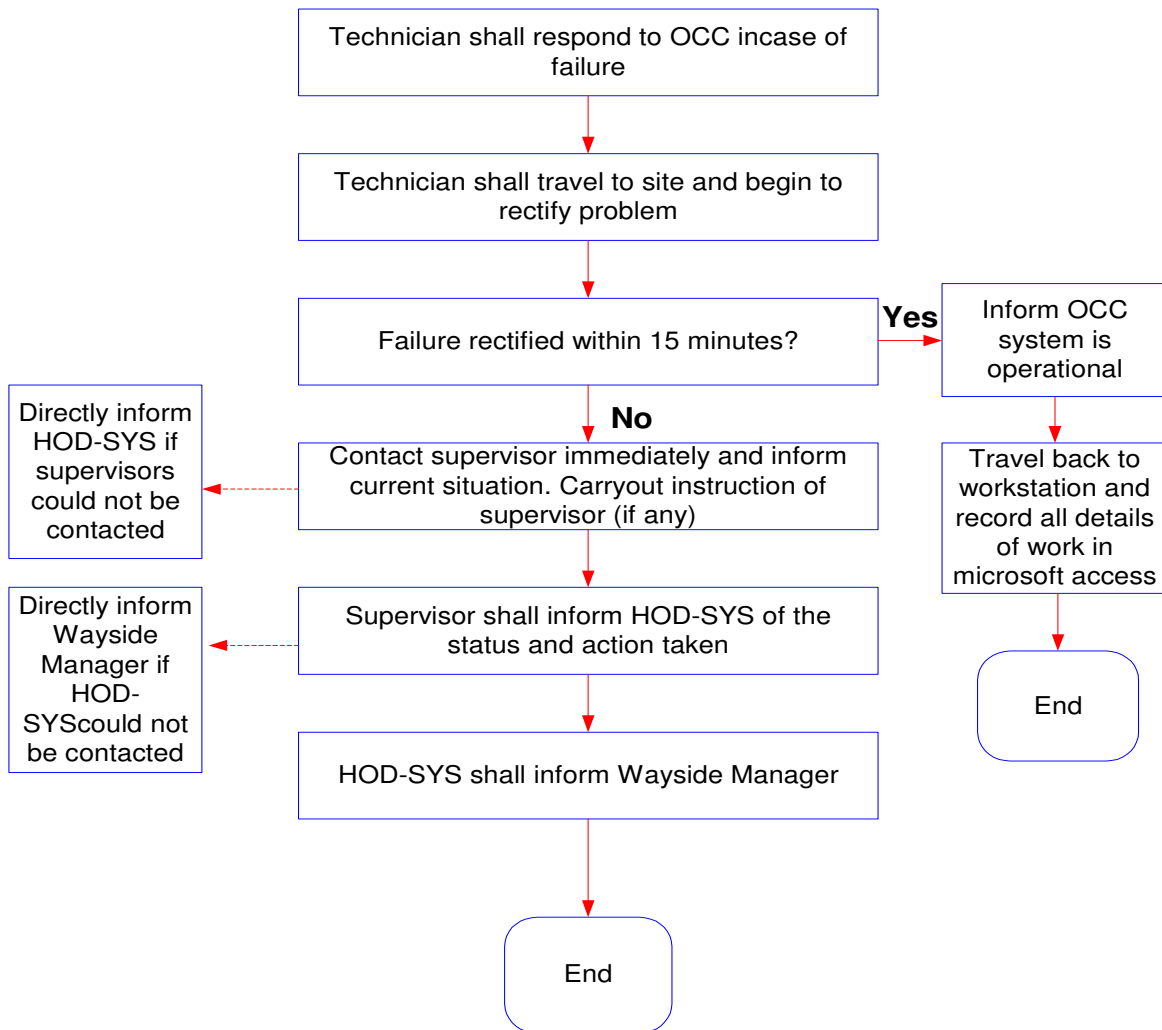 Technician shall respond to OCC incase of
failure
Technician shall travel to site and begin to
rectify problem
Failure rectified within 15 minutes?
Yes
Inform OCC
system is
operational
No
Directly inform
HOD-SYS if
supervisors
could not be
contacted
Contact supervisor immediately and inform
current situation. Carryout instruction of
supervisor (if any)
Travel back to
workstation and
record all details
of work in
microsoft access
Directly inform
Wayside
Manager if
HOD-
SYScould not
be contacted
Supervisor shall inform HOD-SYS of the
status and action taken
End
HOD-SYS shall inform Wayside Manager
End